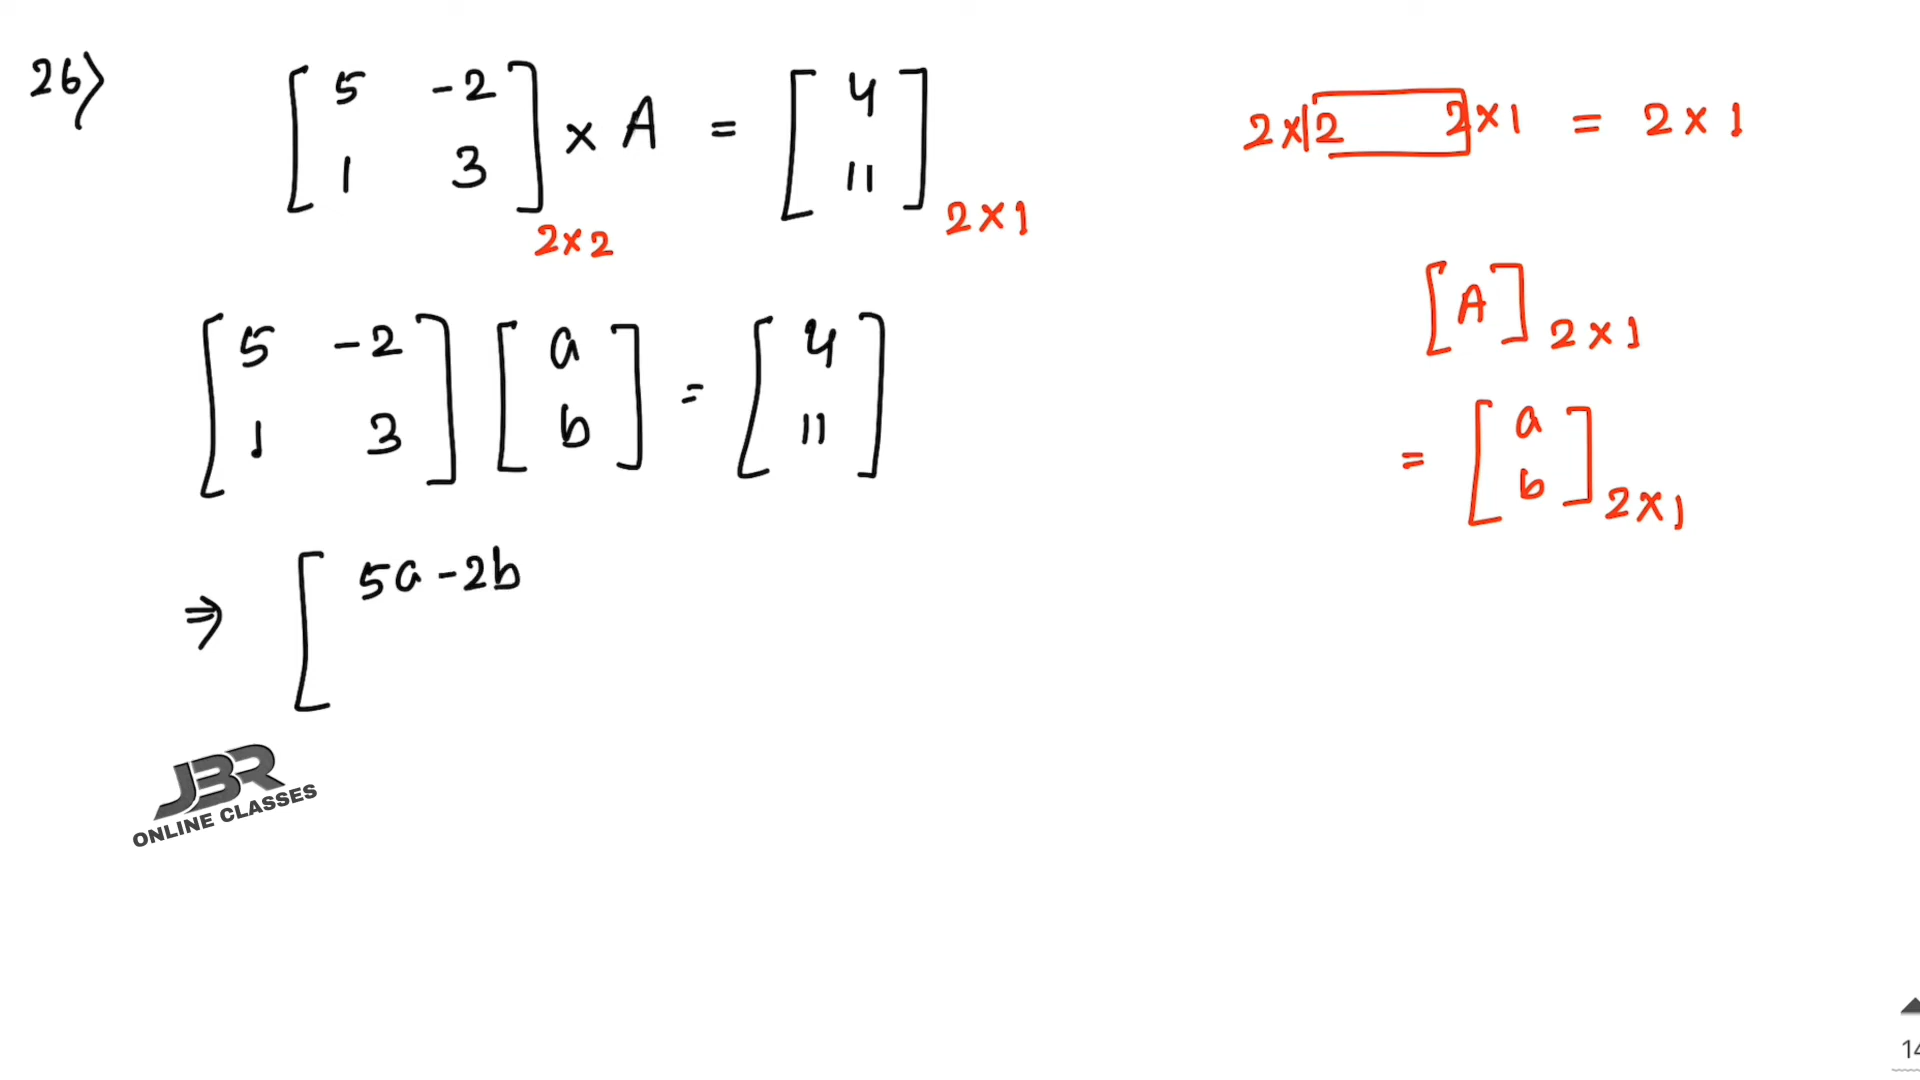 26) [5 -2
1 3]2×2 × A = [4
11]2×1
2×2 2×1 = 2×1
[A]2×1
= [a
b]2×1
[5 -2
1 3] [a
b] = [4
11]
⇒ [5a-2b
JBR
ONLINE CLASSES
14